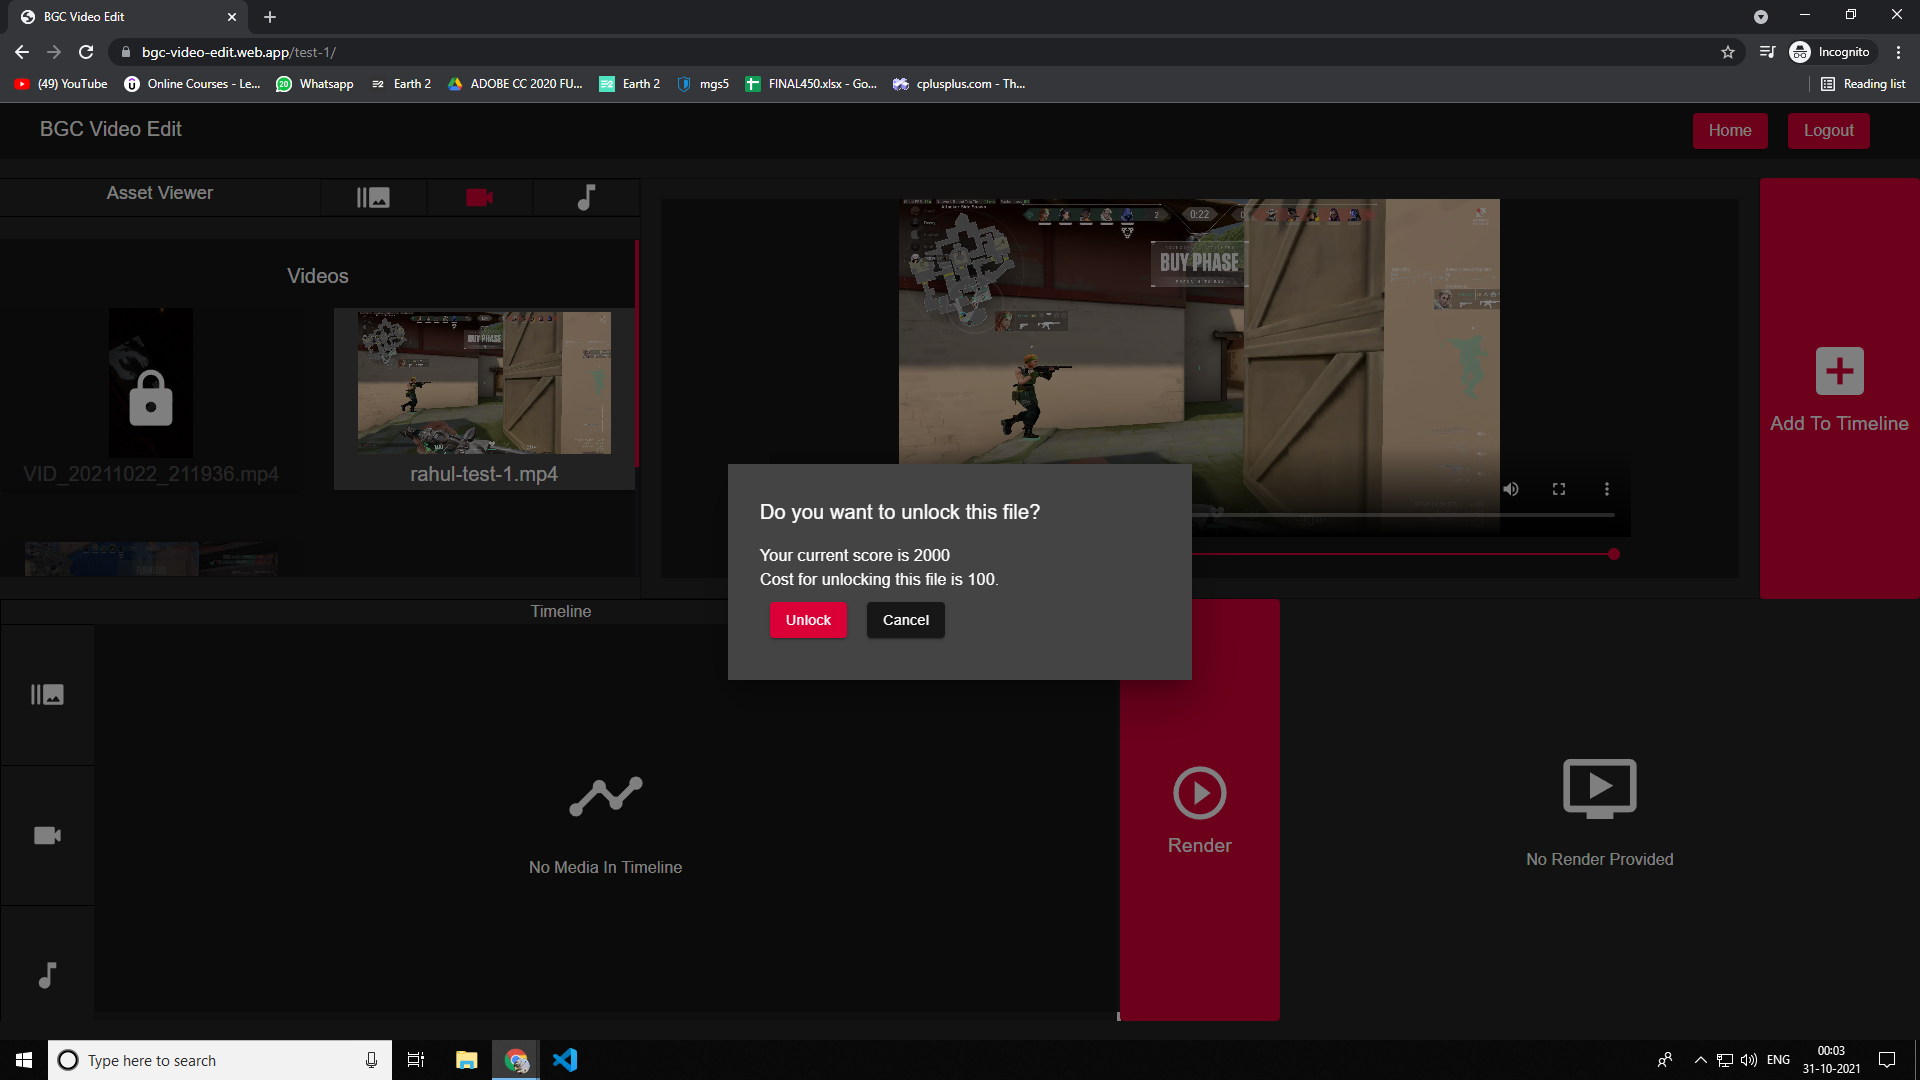 BGC Video Edit
bgc-video-edit.web.app/test-1/
Incognito
(49) YouTube
Online Courses - Le...
Whatsapp
Earth 2
ADOBE CC 2020 FU...
Earth 2
mgs5
FINAL450.xlsx - Go...
cplusplus.com - Th...
Reading list
BGC Video Edit
Home
Logout
Asset Viewer
Videos
VID_20211022_211936.mp4
BUY PHASE
rahul-test-1.mp4
2
0:22
BUY PHASE
Add To Timeline
Do you want to unlock this file?
Your current score is 2000
Cost for unlocking this file is 100.
Unlock
Cancel
Timeline
No Media In Timeline
Render
No Render Provided
Type here to search
ENG
00:03
31-10-2021